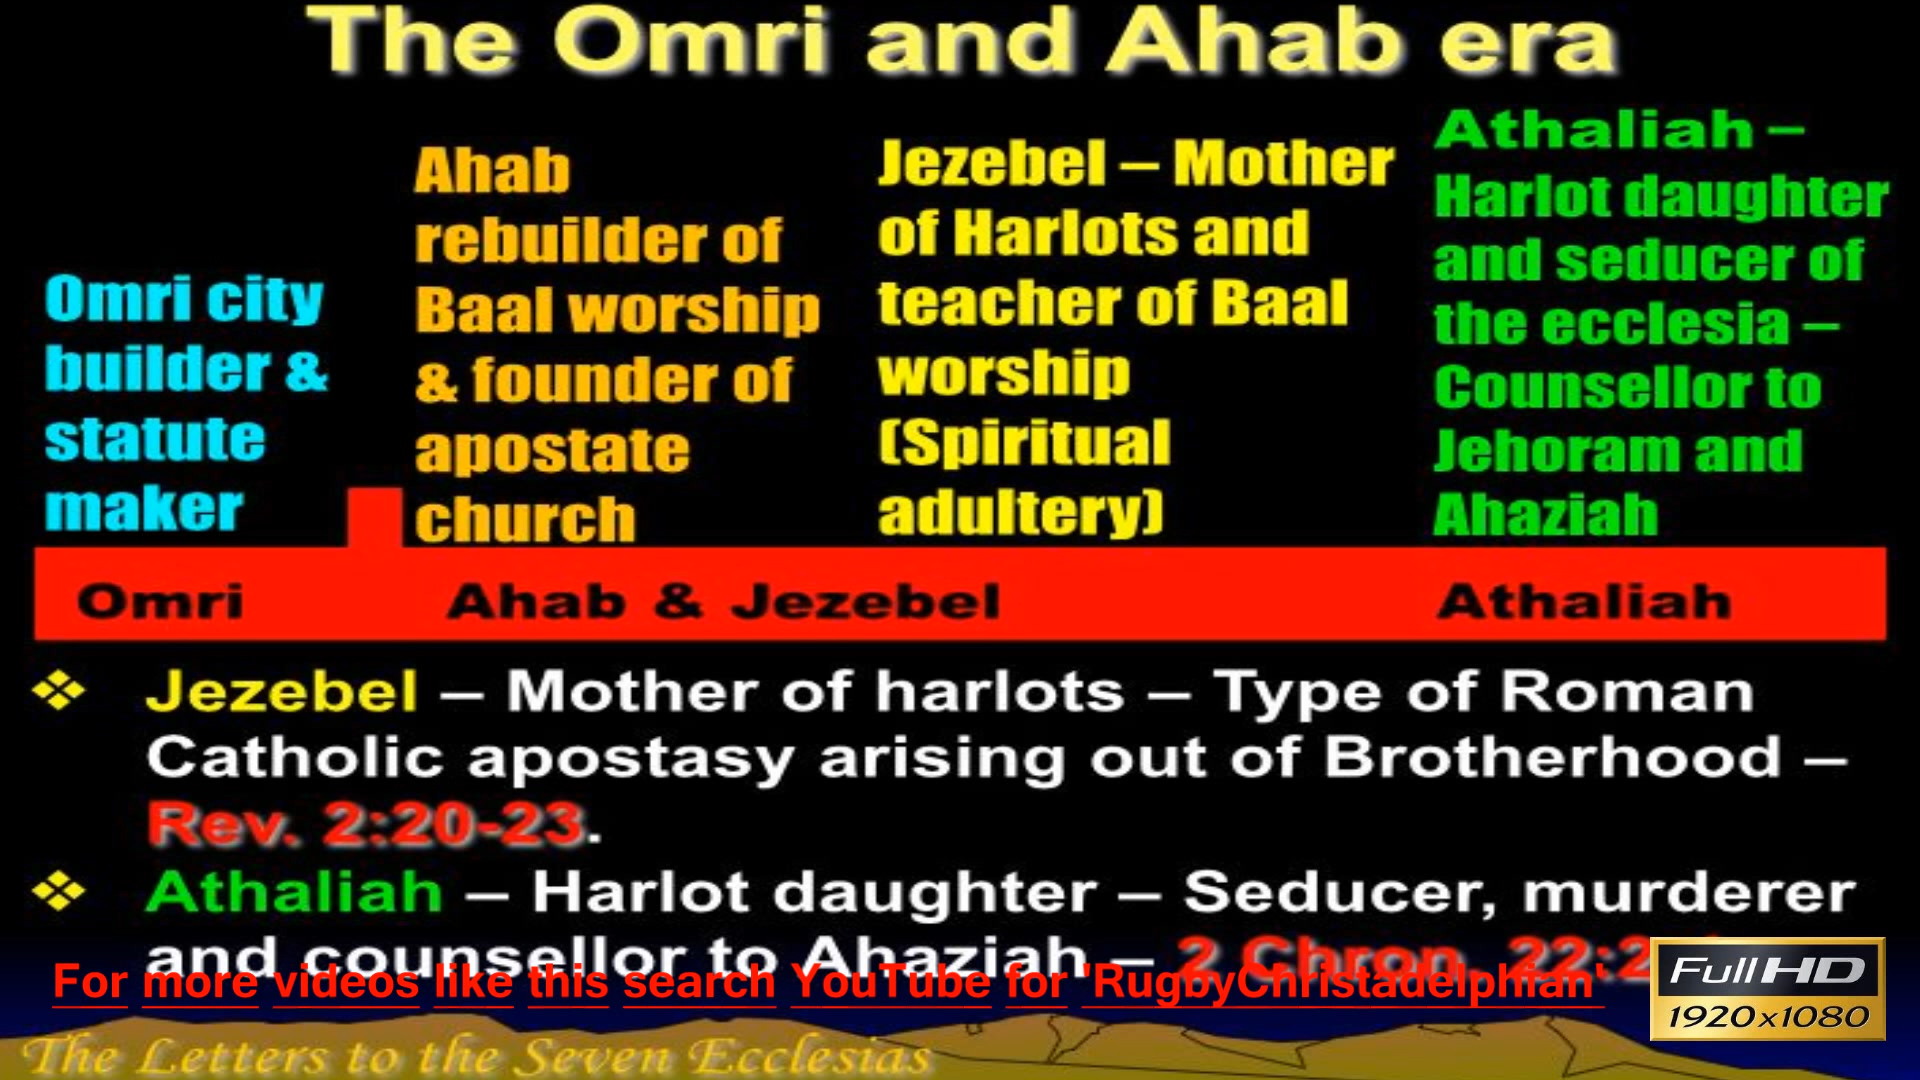 The Omri and Ahab era
Omri city
builder &
statute
maker
Ahab
rebuilder of
Baal worship
& founder of
apostate
church
Jezebel – Mother
of Harlots and
teacher of Baal
worship
(Spiritual
adultery)
Athaliah –
Harlot daughter
and seducer of
the ecclesia –
Counsellor to
Jehoram and
Ahaziah
Omri
Ahab & Jezebel
Athaliah
❖ Jezebel – Mother of harlots – Type of Roman
Catholic apostasy arising out of Brotherhood –
Rev. 2:20-23.
❖ Athaliah – Harlot daughter – Seducer, murderer
and counsellor to Ahaziah – 2 Chron.
For more videos like this search YouTube for 'RugbyChristadelphian'
Full HD
1920x1080
The Letters to the Seven Ecclesias